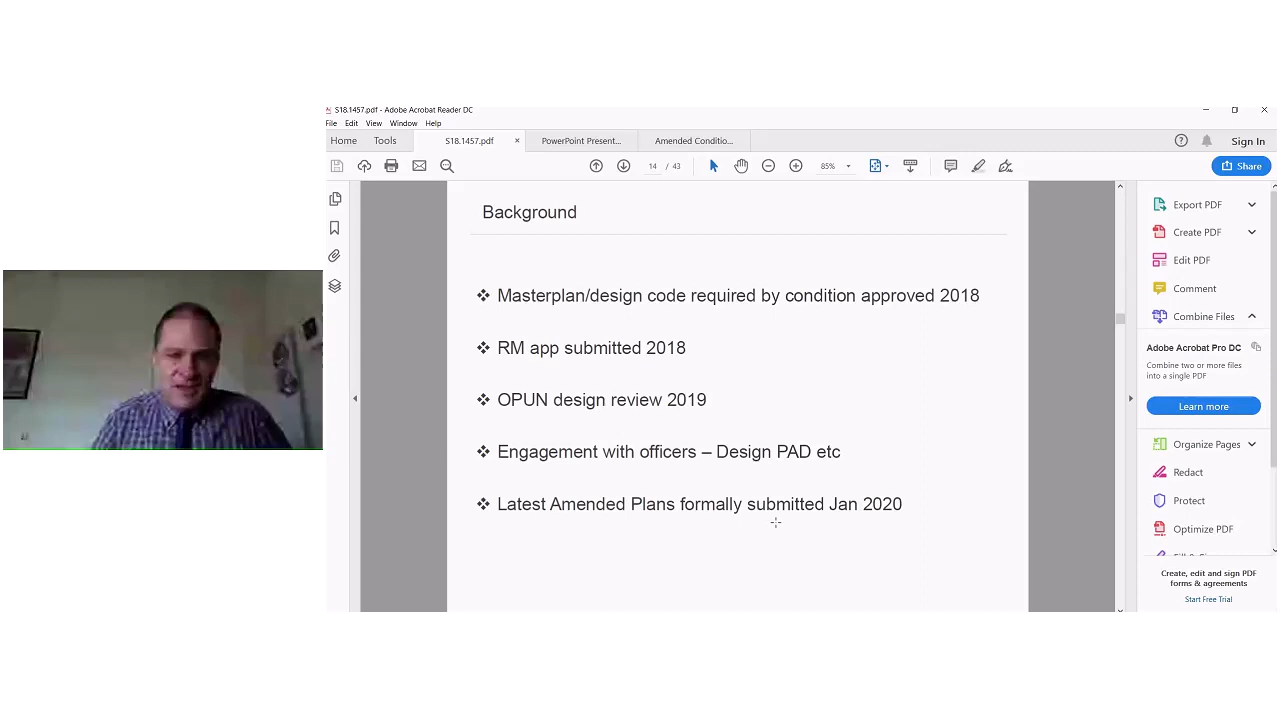 S18.1457.pdf - Adobe Acrobat Reader DC
File Edit View Window Help
Home Tools S18.1457.pdf × PowerPoint Present... Amended Conditio... Sign In
14 / 43 85% Share
Background
❖ Masterplan/design code required by condition approved 2018
❖ RM app submitted 2018
❖ OPUN design review 2019
❖ Engagement with officers – Design PAD etc
❖ Latest Amended Plans formally submitted Jan 2020
Export PDF
Create PDF
Edit PDF
Comment
Combine Files
Adobe Acrobat Pro DC
Combine two or more files
into a single PDF
Learn more
Organize Pages
Redact
Protect
Optimize PDF
Create, edit and sign PDF
forms & agreements
Start Free Trial